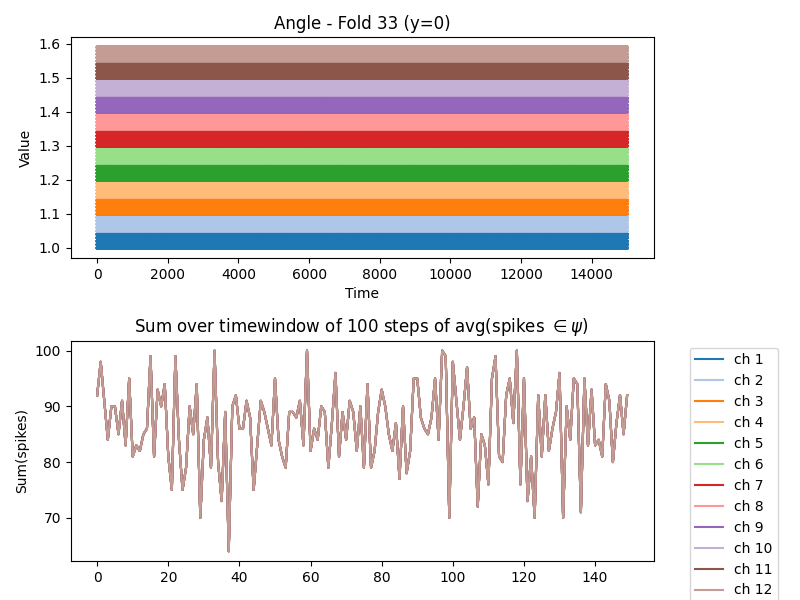 Angle - Fold 33 (y=0)
1.6
1.5
1.4
1.3
1.2
1.1
1.0
Value
0 2000 4000 6000 8000 10000 12000 14000
Time
Sum over timewindow of 100 steps of avg(spikes ∈ ψ)
100
90
80
70
Sum(spikes)
0 20 40 60 80 100 120 140
ch 1
ch 2
ch 3
ch 4
ch 5
ch 6
ch 7
ch 8
ch 9
ch 10
ch 11
ch 12